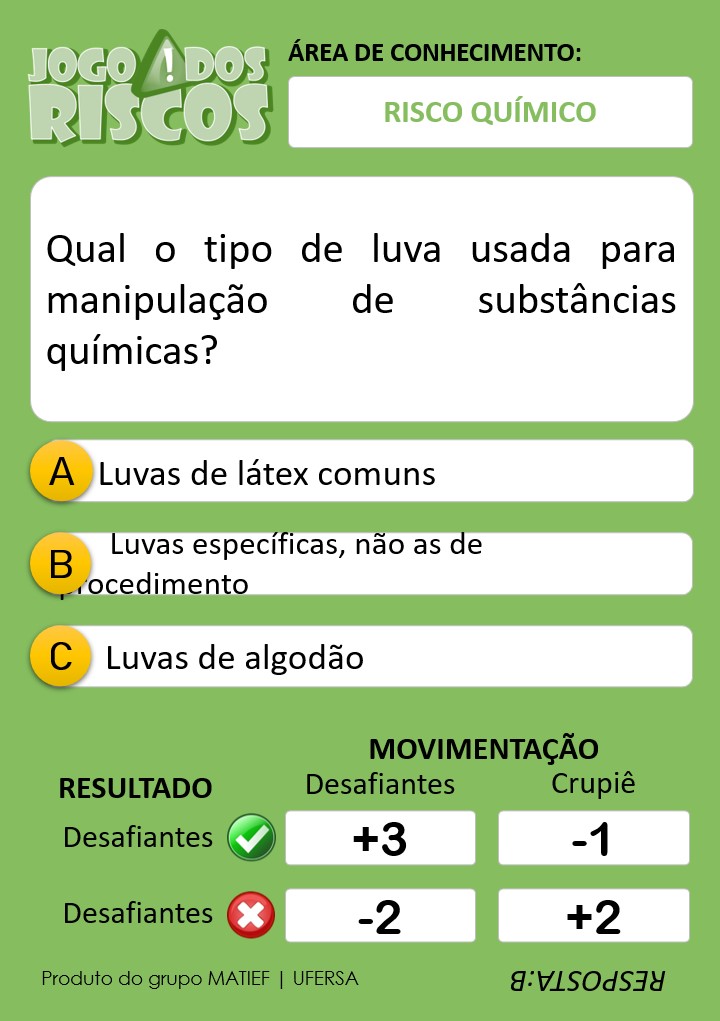 JOGO DOS
RISCOS
ÁREA DE CONHECIMENTO:
RISCO QUÍMICO
Qual o tipo de luva usada para
manipulação de substâncias
químicas?
A Luvas de látex comuns
B Luvas específicas, não as de
procedimento
C Luvas de algodão
MOVIMENTAÇÃO
RESULTADO Desafiantes Crupiê
Desafiantes +3 -1
Desafiantes -2 +2
Produto do grupo MATIEF | UFERSA
RESPOSTA:B